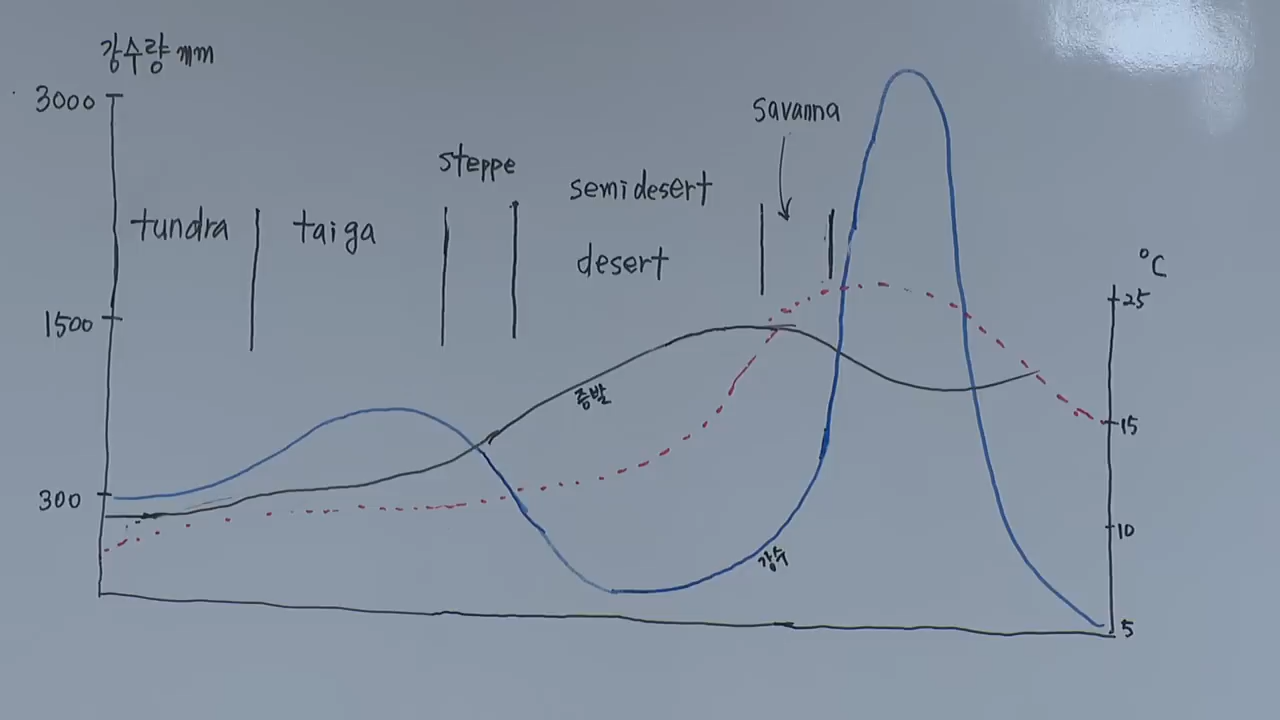 강수량 mm
3000
savanna
steppe
semidesert
tundra
taiga
desert
°C
25
1500
증발
15
300
10
강수
5